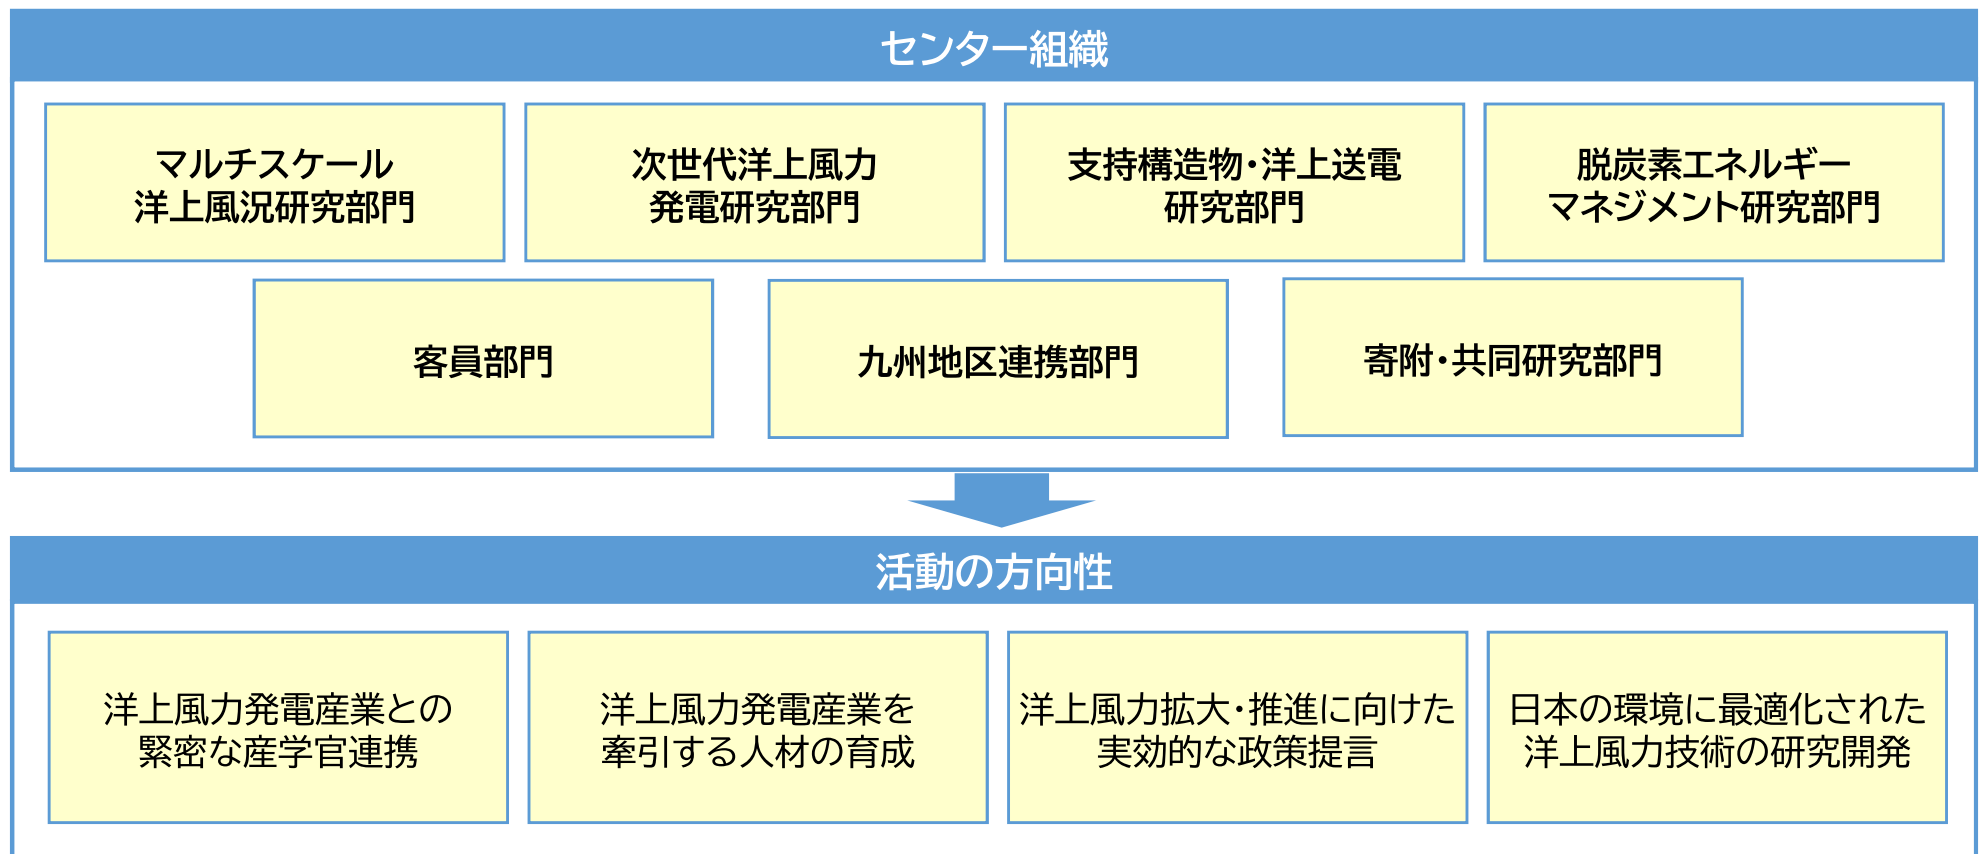 センター組織
マルチスケール
洋上風況研究部門
次世代洋上風力
発電研究部門
支持構造物・洋上送電
研究部門
脱炭素エネルギー
マネジメント研究部門
客員部門
九州地区連携部門
寄附・共同研究部門
活動の方向性
洋上風力発電産業との
緊密な産学官連携
洋上風力発電産業を
牽引する人材の育成
洋上風力拡大・推進に向けた
実効的な政策提言
日本の環境に最適化された
洋上風力技術の研究開発